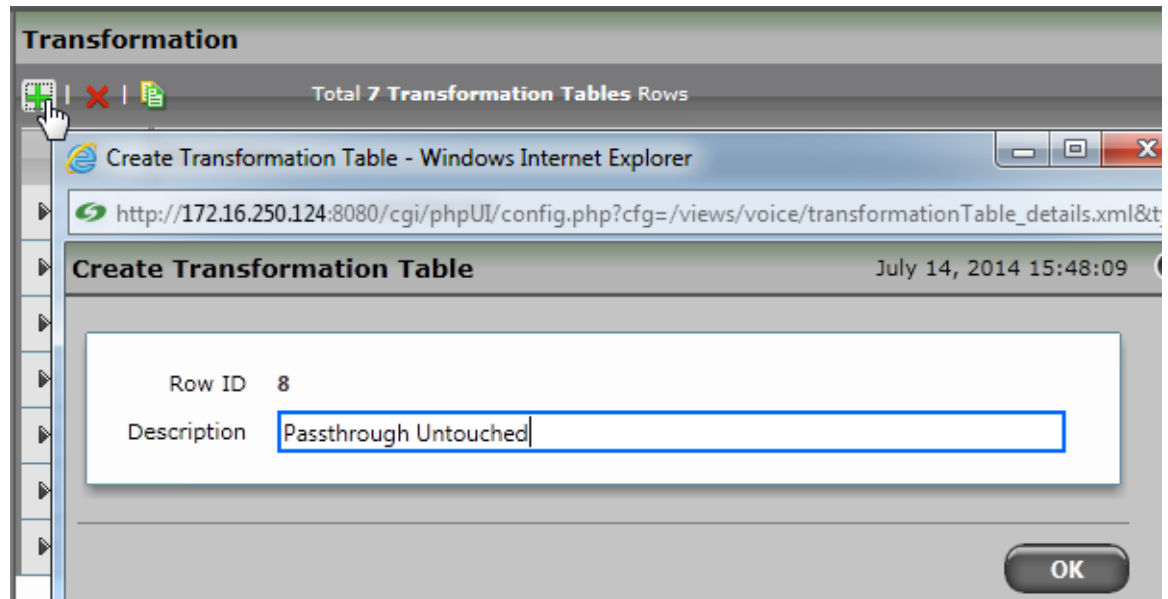 Transformation
Total 7 Transformation Tables Rows
Create Transformation Table - Windows Internet Explorer
http://172.16.250.124:8080/cgi/phpUI/config.php?cfg=/views/voice/transformationTable_details.xml&t
Create Transformation Table July 14, 2014 15:48:09
Row ID 8
Description Passthrough Untouched
OK